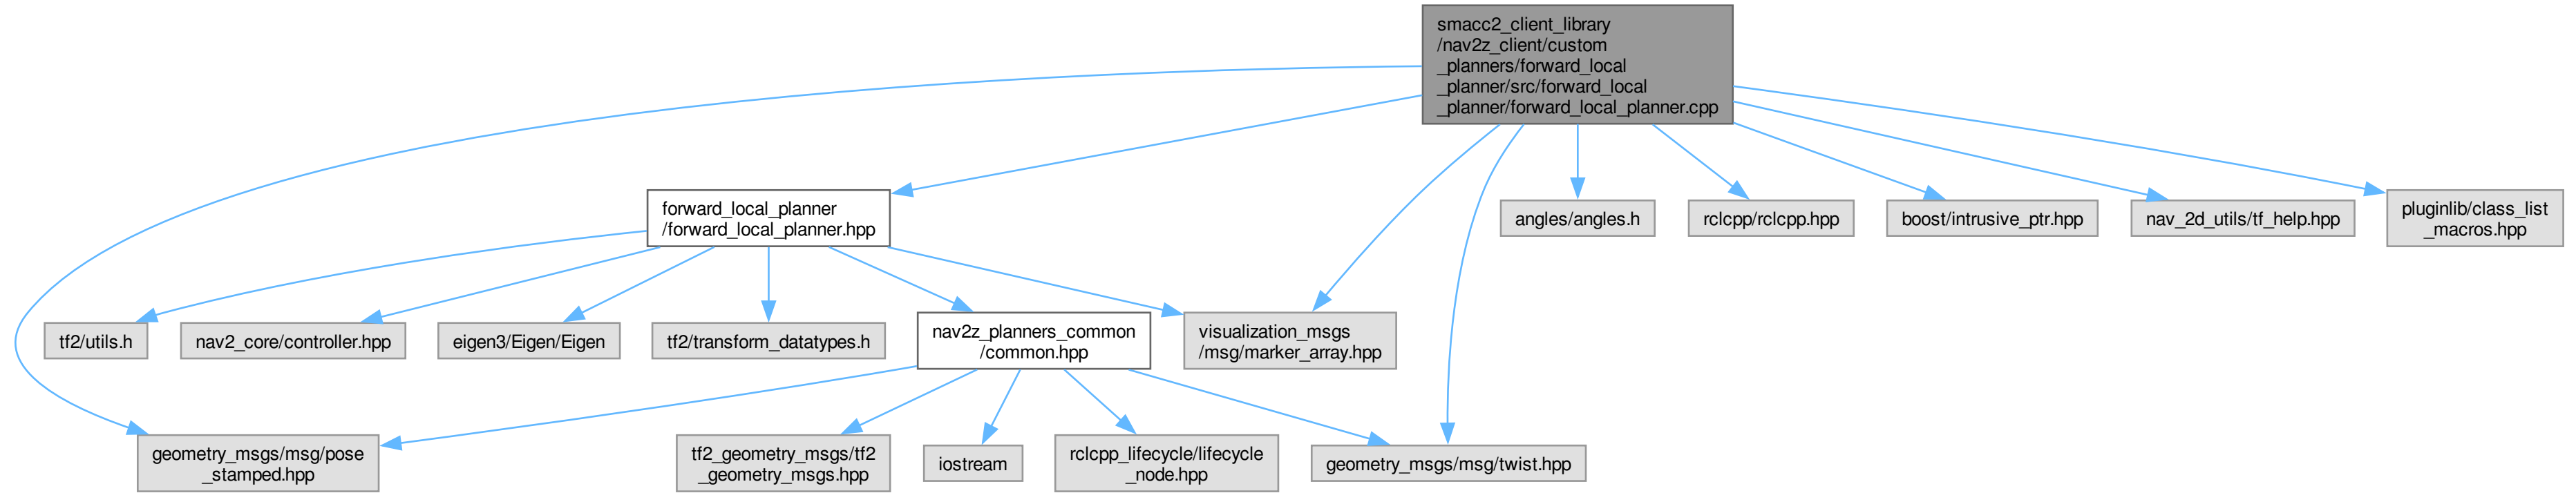 smacc2_client_library
/nav2z_client/custom
_planners/forward_local
_planner/src/forward_local
_planner/forward_local_planner.cpp
forward_local_planner
/forward_local_planner.hpp
angles/angles.h
rclcpp/rclcpp.hpp
boost/intrusive_ptr.hpp
nav_2d_utils/tf_help.hpp
pluginlib/class_list
_macros.hpp
tf2/utils.h
nav2_core/controller.hpp
eigen3/Eigen/Eigen
tf2/transform_datatypes.h
nav2z_planners_common
/common.hpp
visualization_msgs
/msg/marker_array.hpp
geometry_msgs/msg/pose
_stamped.hpp
tf2_geometry_msgs/tf2
_geometry_msgs.hpp
iostream
rclcpp_lifecycle/lifecycle
_node.hpp
geometry_msgs/msg/twist.hpp